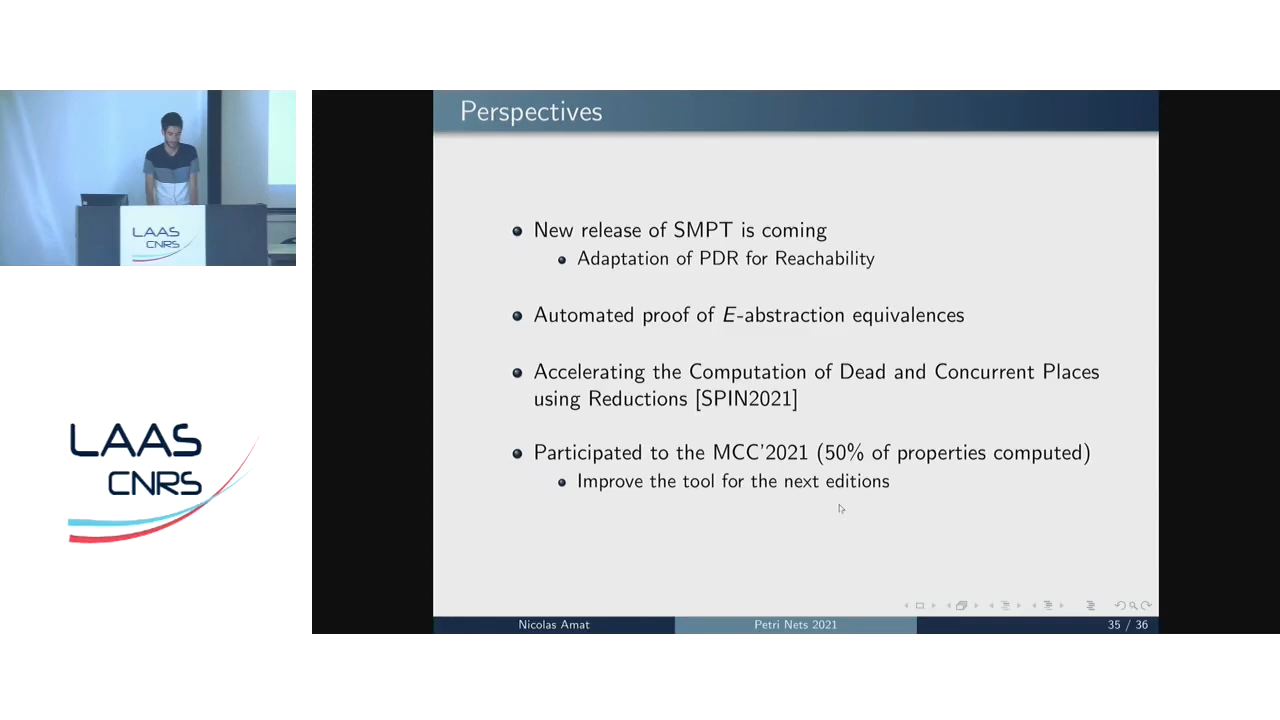 Perspectives
LAAS
CNRS
New release of SMPT is coming
Adaptation of PDR for Reachability
Automated proof of E-abstraction equivalences
Accelerating the Computation of Dead and Concurrent Places
using Reductions [SPIN2021]
Participated to the MCC'2021 (50% of properties computed)
Improve the tool for the next editions
LAAS
CNRS
Nicolas Amat
Petri Nets 2021
35 / 36